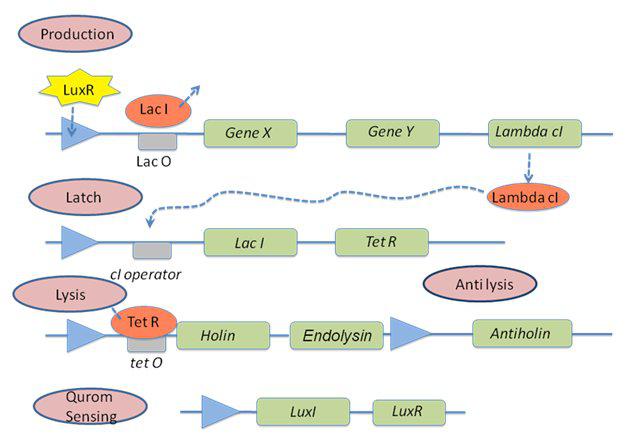 Production
LuxR
Lac I
Gene X
Gene Y
Lambda cI
Lac O
Latch
Lambda cI
Lac I
Tet R
cI operator
Anti lysis
Lysis
Tet R
Holin
Endolysin
Antiholin
tet O
Qurom
Sensing
LuxI
LuxR